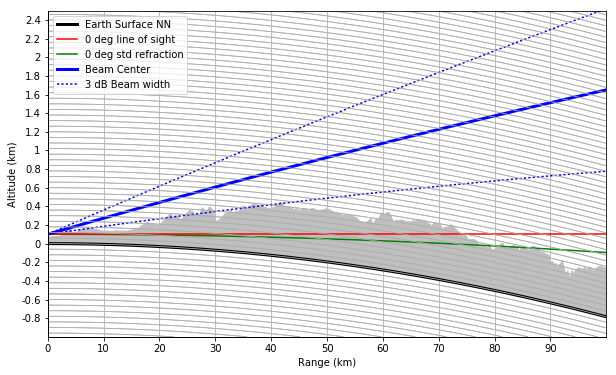 Earth Surface NN
0 deg line of sight
0 deg std refraction
Beam Center
3 dB Beam width
Altitude (km)
2.4
2.2
2
1.8
1.6
1.4
1.2
1
0.8
0.6
0.4
0.2
0
-0.2
-0.4
-0.6
-0.8
0 10 20 30 40 50 60 70 80 90
Range (km)